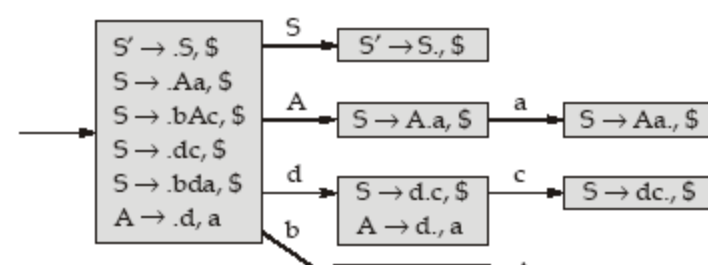 S
S′ → .S, $
S′ → S., $
S → .Aa, $
S → .bAc, $
A
S → A.a, $
a
S → Aa., $
S → .dc, $
S → .bda, $
d
S → d.c, $
c
S → dc., $
A → .d, a
A → d., a
b